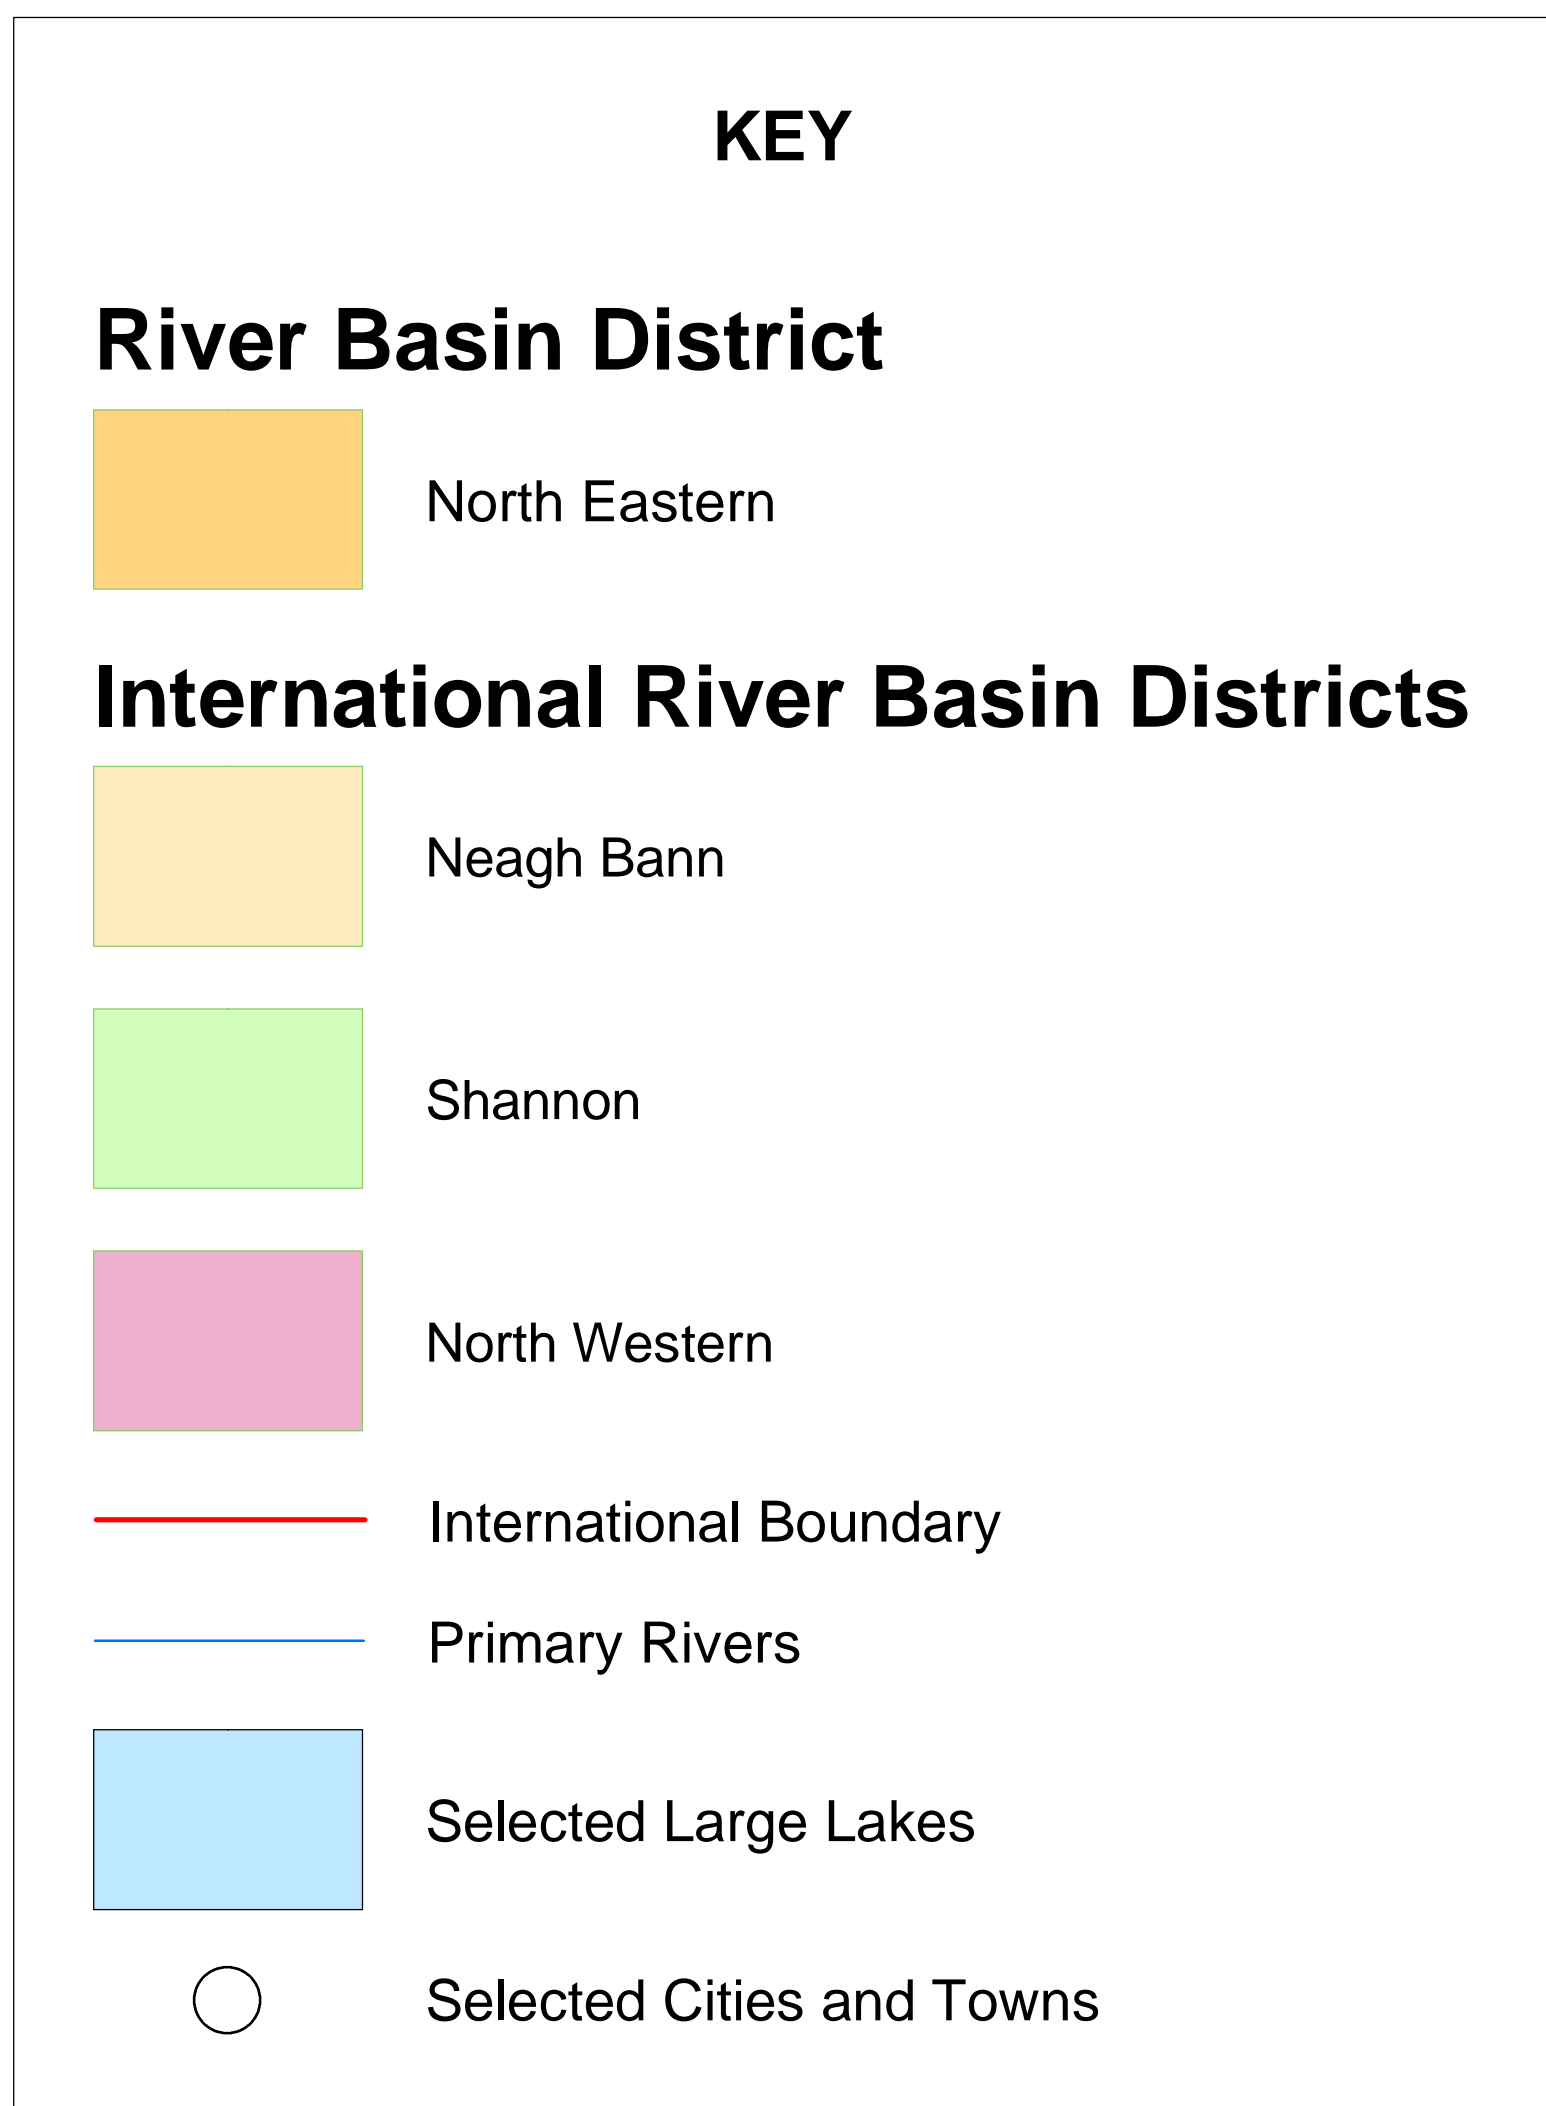 KEY
River Basin District
North Eastern
International River Basin Districts
Neagh Bann
Shannon
North Western
International Boundary
Primary Rivers
Selected Large Lakes
Selected Cities and Towns